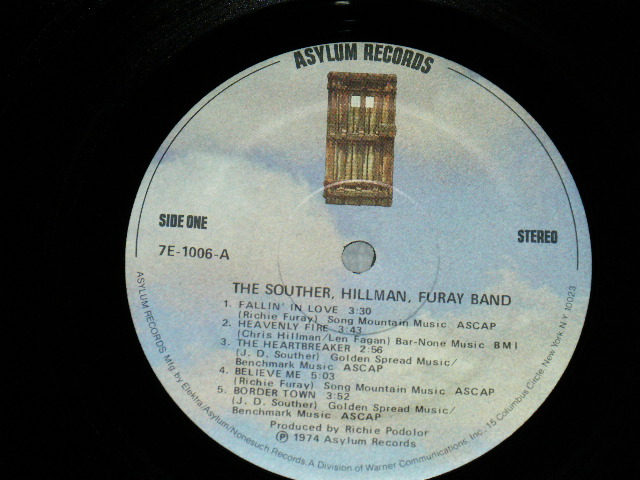 ASYLUM RECORDS
SIDE ONE
STEREO
7E-1006-A
THE SOUTHER, HILLMAN, FURAY BAND
1. FALLIN' IN LOVE 3:30
(Richie Furay) Song Mountain Music ASCAP
2. HEAVENLY FIRE 3:43
(Chris Hillman/Len Fagan) Bar-None Music BMI
3. THE HEARTBREAKER 2:56
(J. D. Souther) Golden Spread Music/
Benchmark Music ASCAP
4. BELIEVE ME 5:03
(Richie Furay) Song Mountain Music ASCAP
5. BORDER TOWN 3:52
(J. D. Souther) Golden Spread Music/
Benchmark Music ASCAP
Produced by Richie Podolor
℗ 1974 Asylum Records
ASYLUM RECORDS Mfg by Elektra/Asylum/Nonesuch Records. A Division of Warner Communications, Inc., 15 Columbus Circle, New York N.Y. 10023